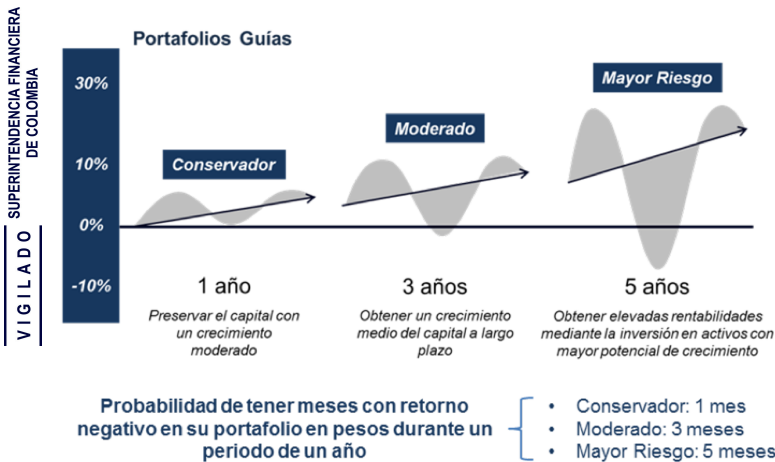 SUPERINTENDENCIA FINANCIERA
DE COLOMBIA
VIGILADO
Portafolios Guías
30%
10%
0%
-10%
Conservador
Moderado
Mayor Riesgo
1 año
Preservar el capital con
un crecimiento
moderado
3 años
Obtener un crecimiento
medio del capital a largo
plazo
5 años
Obtener elevadas rentabilidades
mediante la inversión en activos con
mayor potencial de crecimiento
Probabilidad de tener meses con retorno
negativo en su portafolio en pesos durante un
periodo de un año
• Conservador: 1 mes
• Moderado: 3 meses
• Mayor Riesgo: 5 meses